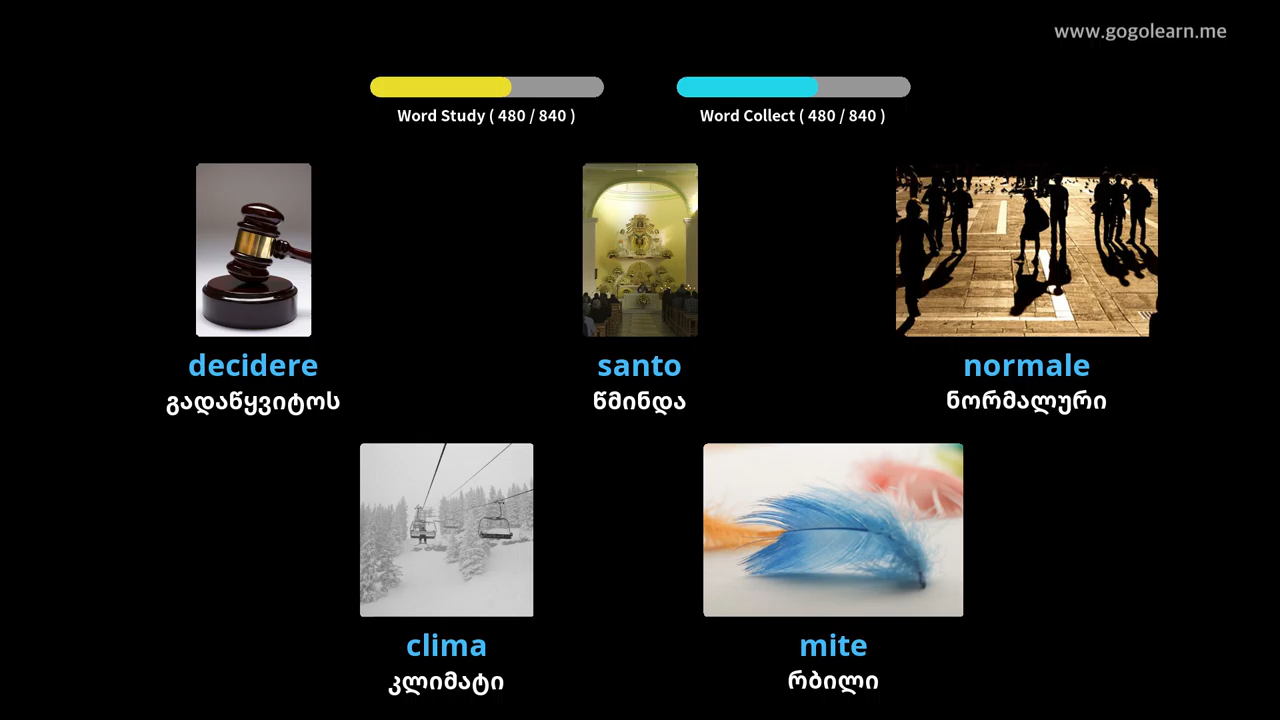 www.gogolearn.me
Word Study ( 480 / 840 )
Word Collect ( 480 / 840 )
decidere
გადაწყვიტოს
santo
წმინდა
normale
ნორმალური
clima
კლიმატი
mite
რბილი